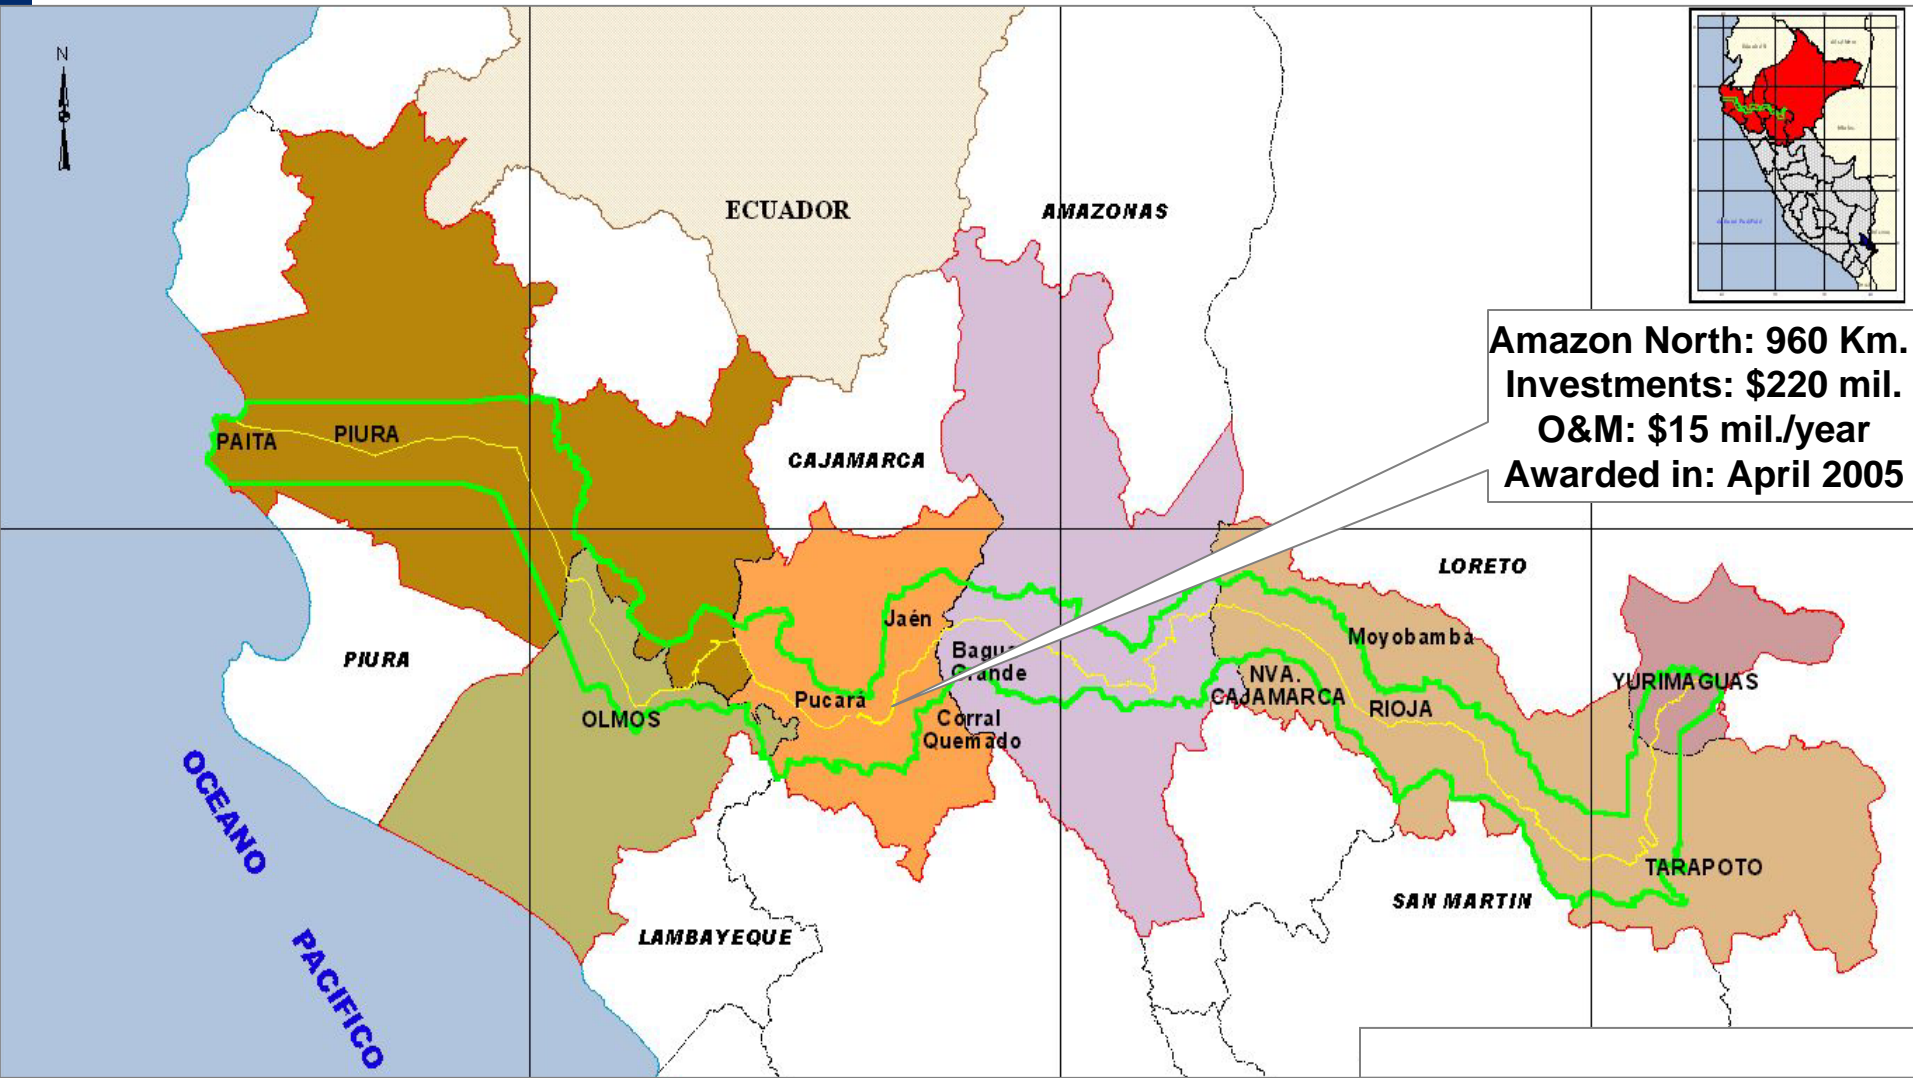 N
ECUADOR
AMAZONAS
Amazon North: 960 Km.
Investments: $220 mil.
O&M: $15 mil./year
Awarded in: April 2005
PAITA
PIURA
CAJAMARCA
LORETO
Jaén
Moyobamba
PIURA
Bagua
Grande
NVA.
CAJAMARCA
YURIMAGUAS
Pucará
RIOJA
OLMOS
Corral
Quemado
OCEANO
PACIFICO
TARAPOTO
SAN MARTIN
LAMBAYEQUE